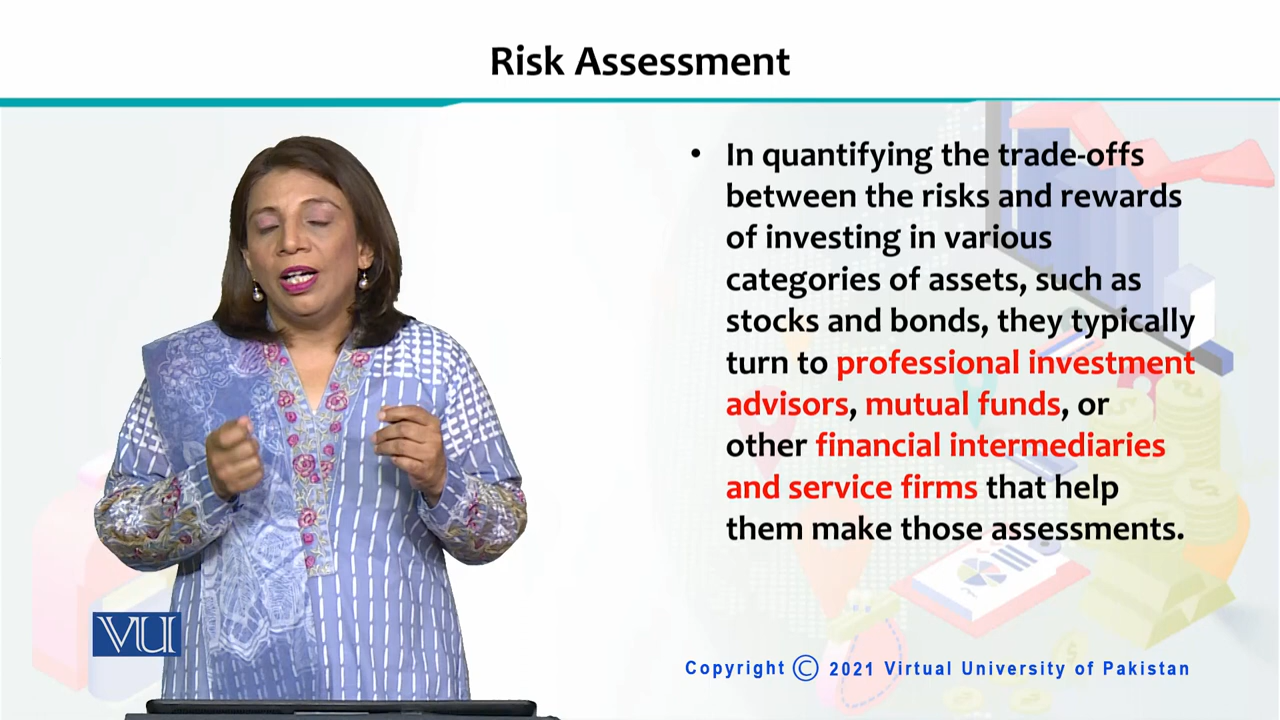 Risk Assessment
• In quantifying the trade-offs
between the risks and rewards
of investing in various
categories of assets, such as
stocks and bonds, they typically
turn to professional investment
advisors, mutual funds, or
other financial intermediaries
and service firms that help
them make those assessments.
VU
Copyright © 2021 Virtual University of Pakistan